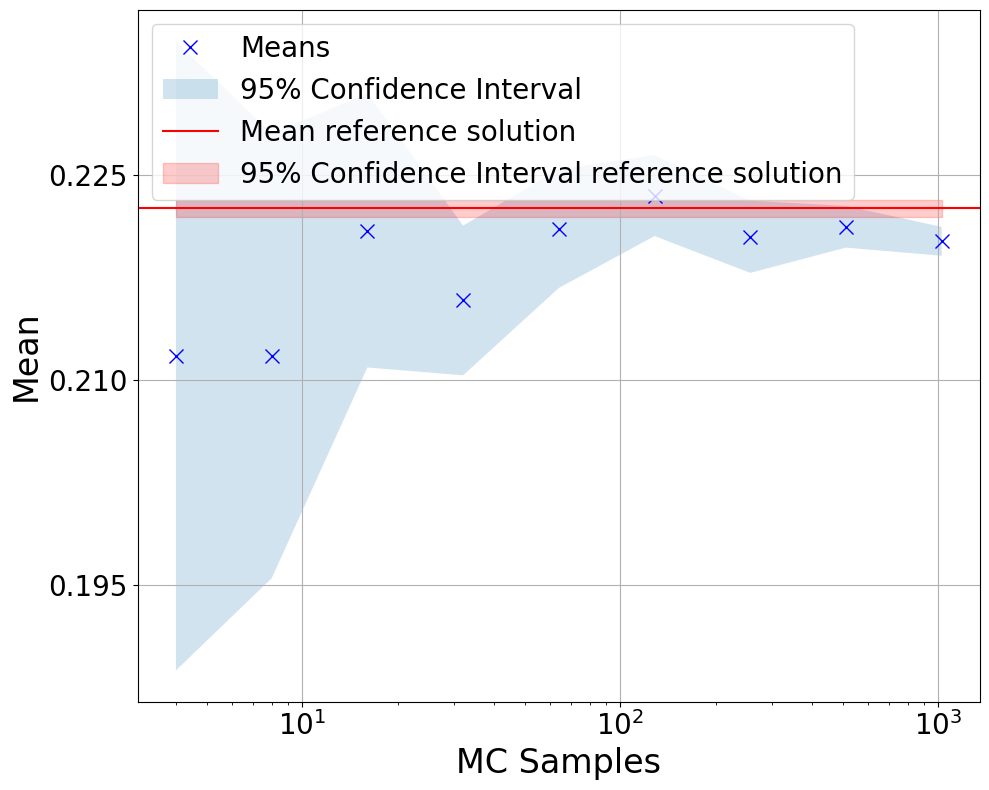 Means
95% Confidence Interval
Mean reference solution
95% Confidence Interval reference solution
0.225
0.210
0.195
Mean
10¹
10²
10³
MC Samples